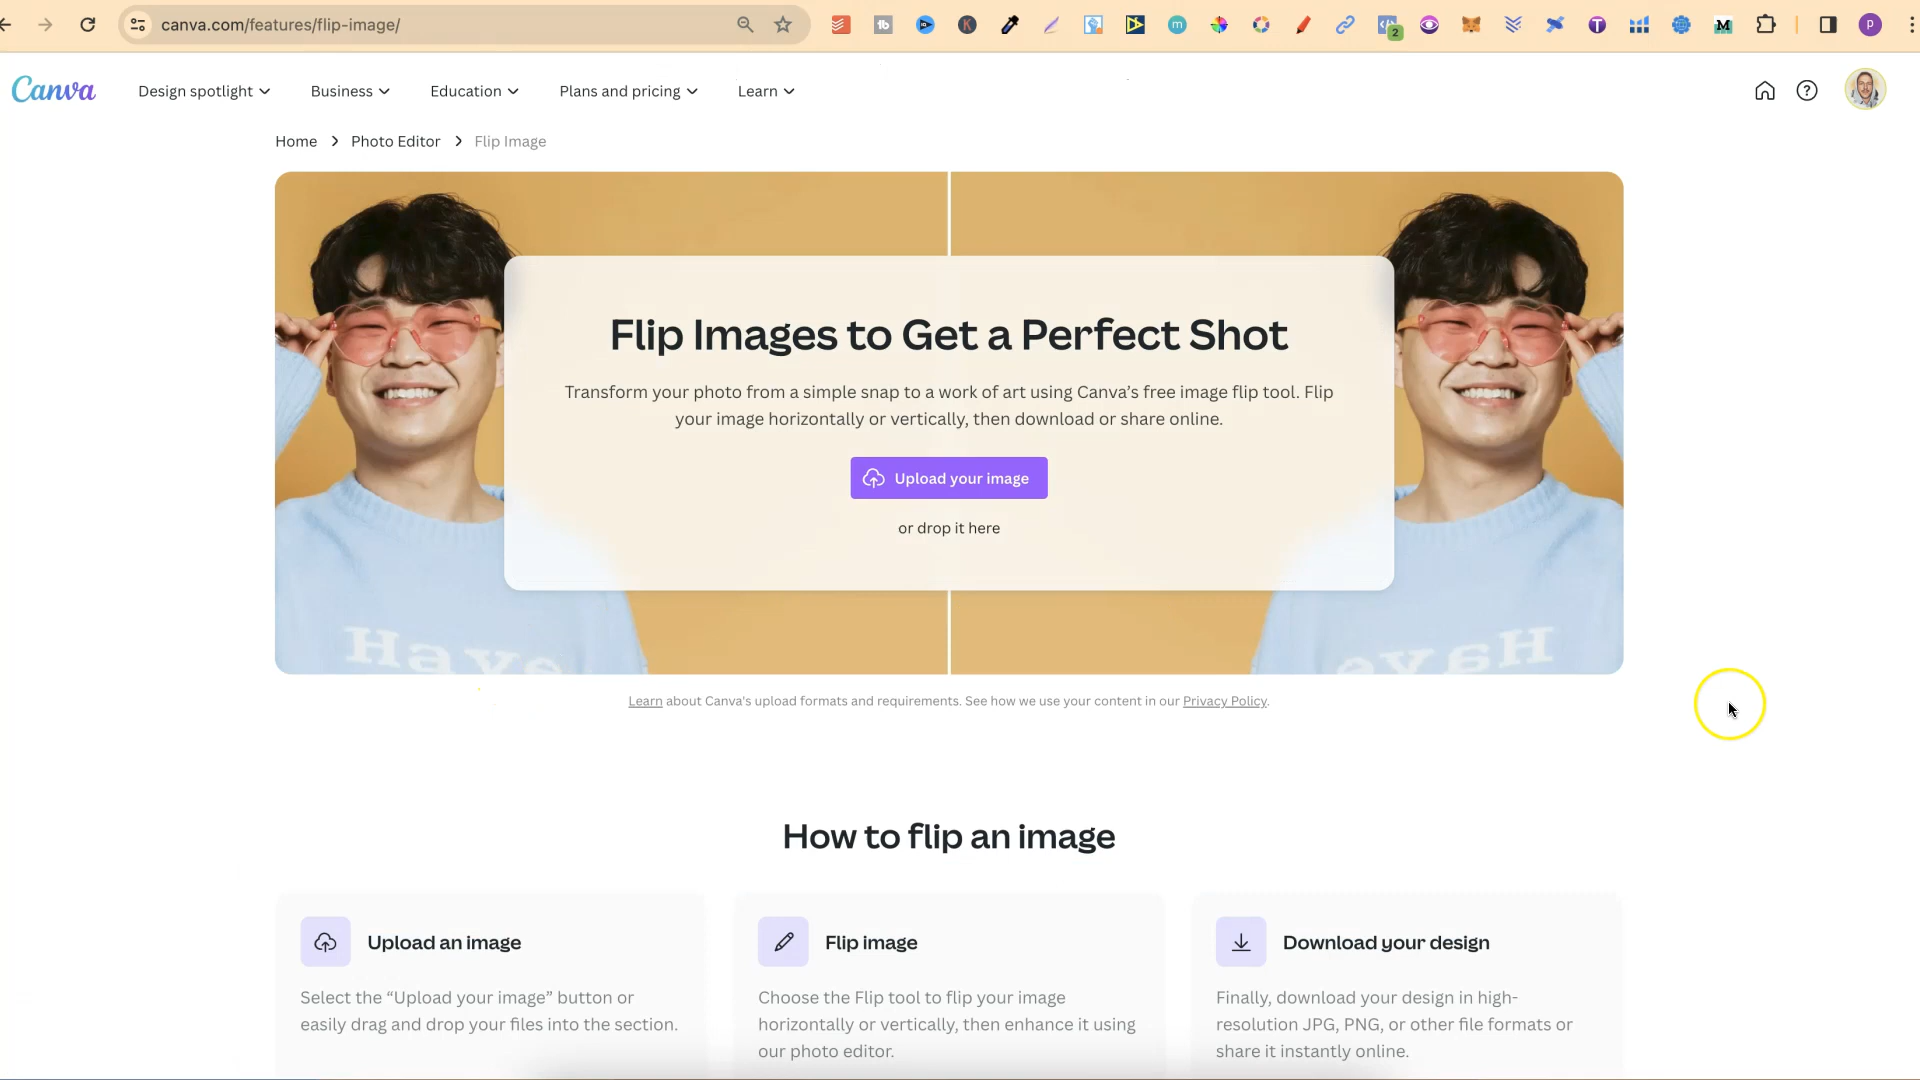 canva.com/features/flip-image/
2
P
Canva
Design spotlight
Business
Education
Plans and pricing
Learn
Home
Photo Editor
Flip Image
Flip Images to Get a Perfect Shot
Transform your photo from a simple snap to a work of art using Canva’s free image flip tool. Flip
your image horizontally or vertically, then download or share online.
Upload your image
or drop it here
Have
Have
Learn about Canva's upload formats and requirements. See how we use your content in our Privacy Policy.
How to flip an image
Upload an image
Select the “Upload your image” button or
easily drag and drop your files into the section.
Flip image
Choose the Flip tool to flip your image
horizontally or vertically, then enhance it using
our photo editor.
Download your design
Finally, download your design in high-
resolution JPG, PNG, or other file formats or
share it instantly online.